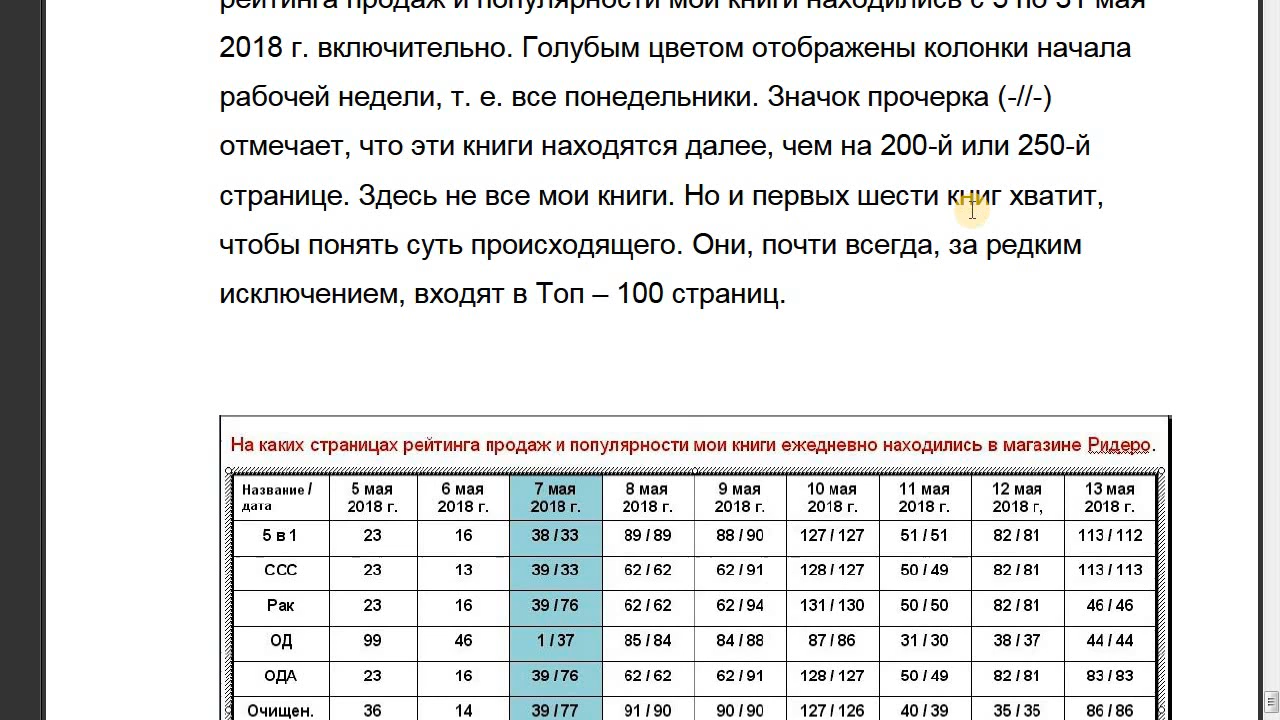 рейтинга продаж и популярности мои книги находились с 5 по 31 мая
2018 г. включительно. Голубым цветом отображены колонки начала
рабочей недели, т. е. все понедельники. Значок прочерка (-//-)
отмечает, что эти книги находятся далее, чем на 200-й или 250-й
странице. Здесь не все мои книги. Но и первых шести книг хватит,
чтобы понять суть происходящего. Они, почти всегда, за редким
исключением, входят в Топ – 100 страниц.
На каких страницах рейтинга продаж и популярности мои книги ежедневно находились в магазине Ридеро.
Название / дата 5 мая 2018 г. 6 мая 2018 г. 7 мая 2018 г. 8 мая 2018 г. 9 мая 2018 г. 10 мая 2018 г. 11 мая 2018 г. 12 мая 2018 г, 13 мая 2018 г.
5 в 1 23 16 38 / 33 89 / 89 88 / 90 127 / 127 51 / 51 82 / 81 113 / 112
ССС 23 13 39 / 33 62 / 62 62 / 91 128 / 127 50 / 49 82 / 81 113 / 113
Рак 23 16 39 / 76 62 / 62 62 / 94 131 / 130 50 / 50 82 / 81 46 / 46
ОД 99 46 1 / 37 85 / 84 84 / 88 87 / 86 31 / 30 38 / 37 44 / 44
ОДА 23 16 39 / 76 62 / 62 62 / 91 128 / 127 50 / 49 82 / 81 83 / 83
Очищен. 36 14 39 / 77 91 / 90 90 / 90 127 / 126 40 / 39 35 / 35 86 / 86